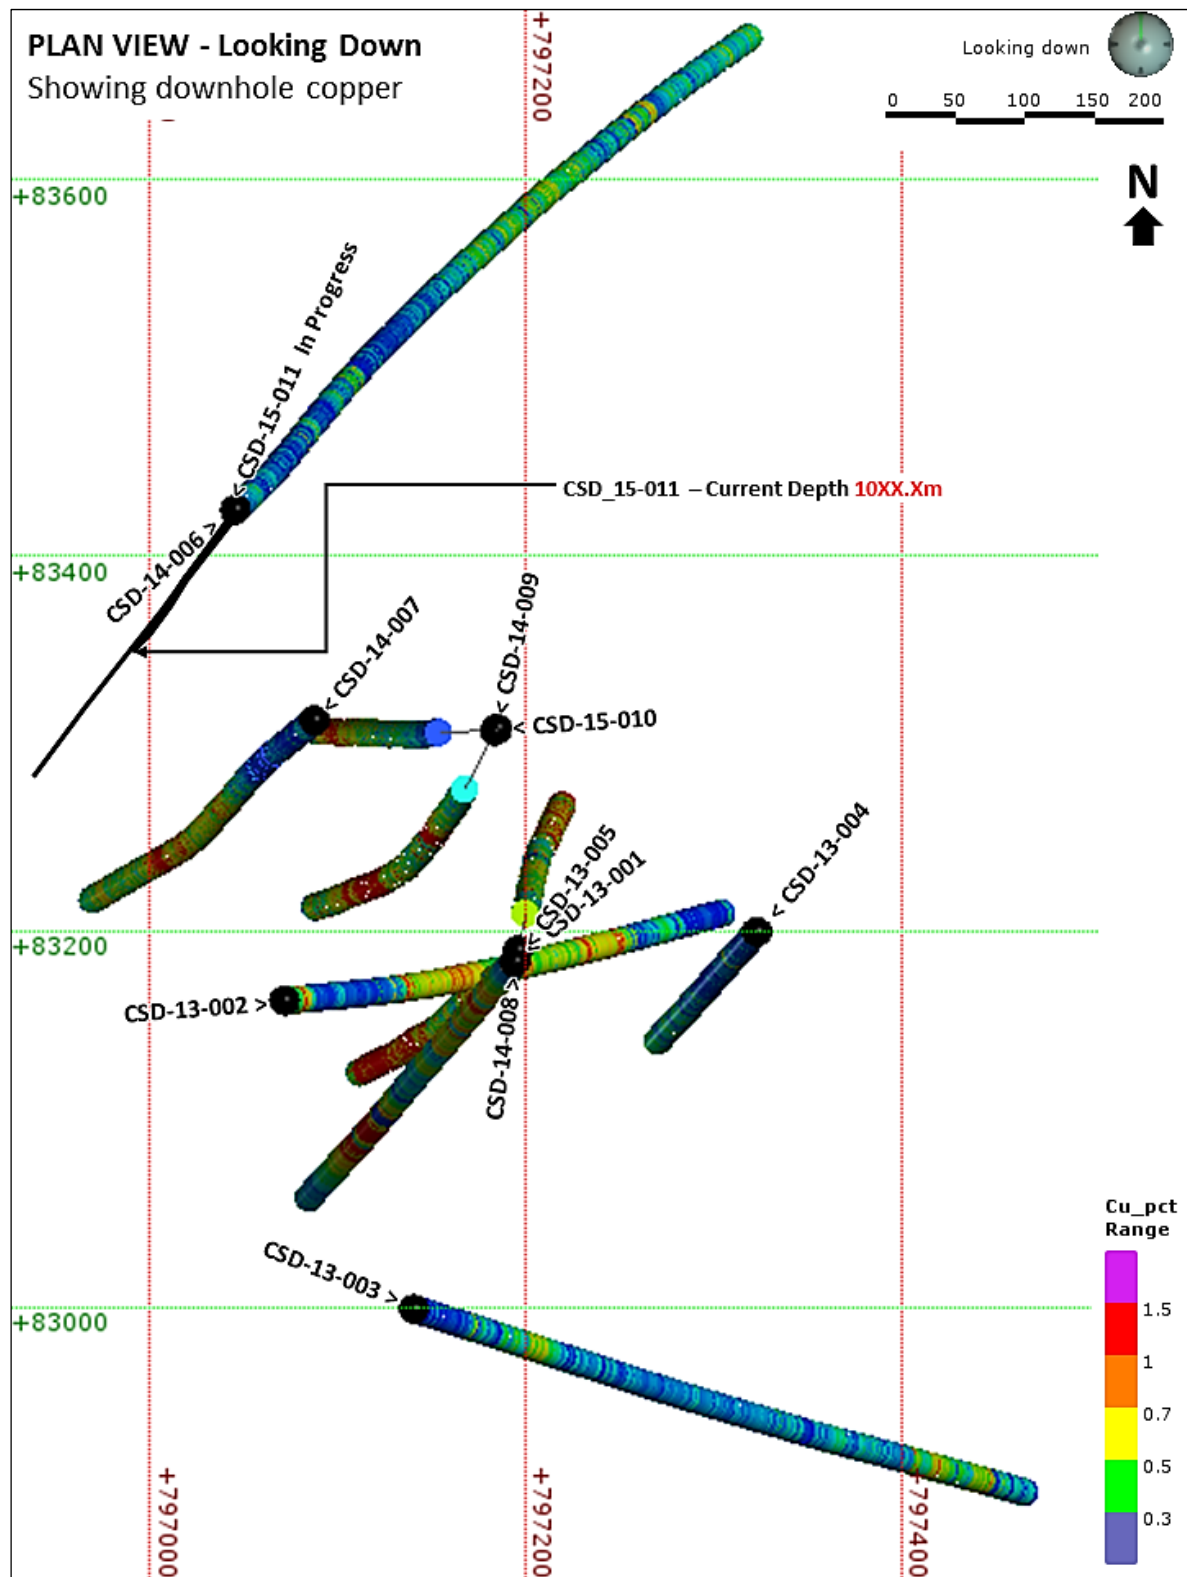 PLAN VIEW - Looking Down
Showing downhole copper
+797200
Looking down
0 50 100 150 200
N
+83600
CSD-15-011 In Progress
CSD_15-011 – Current Depth 10XX.Xm
CSD-14-006 >
+83400
< CSD-14-007
< CSD-14-009
< CSD-15-010
< CSD-13-005
< CSD-13-001
< CSD-13-004
+83200
CSD-13-002 >
CSD-14-008 >
CSD-13-003 >
+83000
Cu_pct
Range
1.5
1
0.7
0.5
0.3
+797000
+797200
+797400